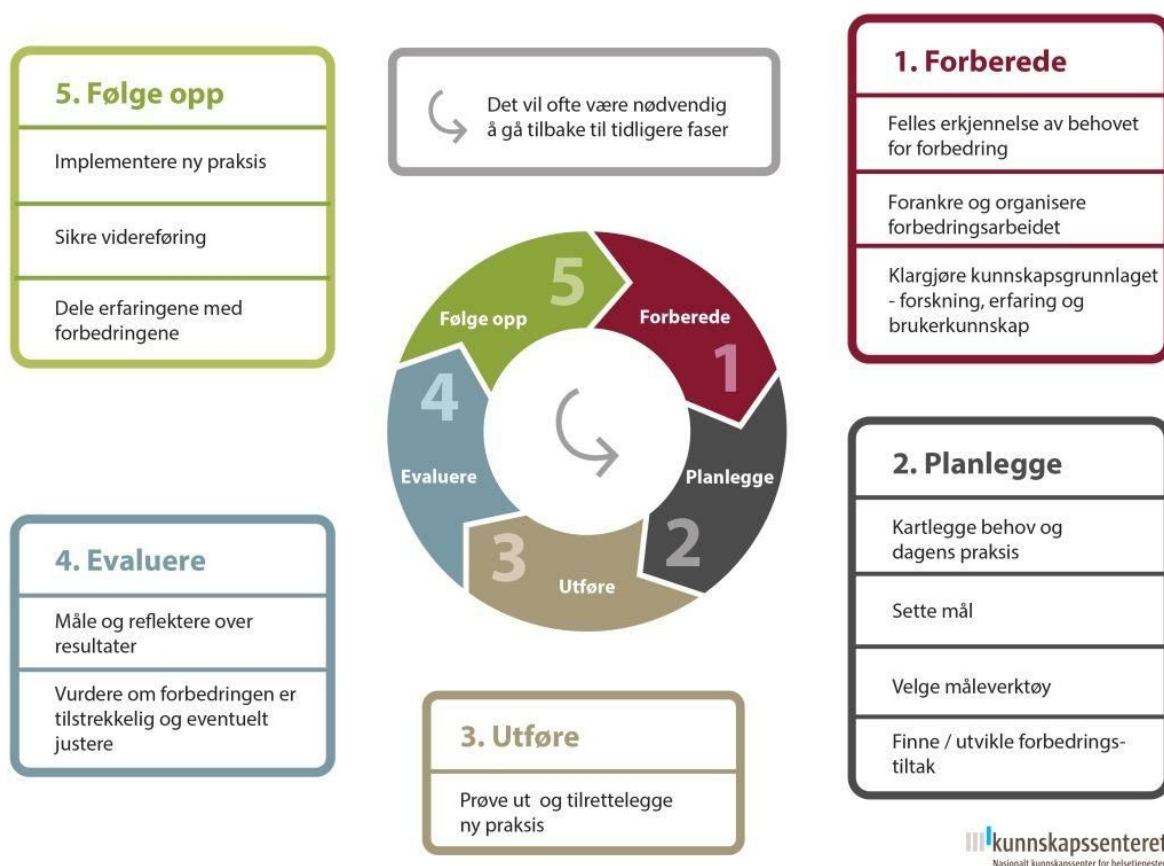 5. Følge opp
Implementere ny praksis
Sikre videreføring
Dele erfaringene med
forbedringene
Det vil ofte være nødvendig
å gå tilbake til tidligere faser
1. Forberede
Felles erkjennelse av behovet
for forbedring
Forankre og organisere
forbedringsarbeidet
Klargjøre kunnskapsgrunnlaget
- forskning, erfaring og
brukerkunnskap
5
Følge opp
Forberede
1
4
Evaluere
Planlegge
2
3
Utføre
2. Planlegge
Kartlegge behov og
dagens praksis
Sette mål
Velge måleverktøy
Finne / utvikle forbedrings-
tiltak
4. Evaluere
Måle og reflektere over
resultater
Vurdere om forbedringen er
tilstrekkelig og eventuelt
justere
3. Utføre
Prøve ut og tilrettelegge
ny praksis
kunnskapssenteret
Nasjonalt kunnskapssenter for helsetjenesten